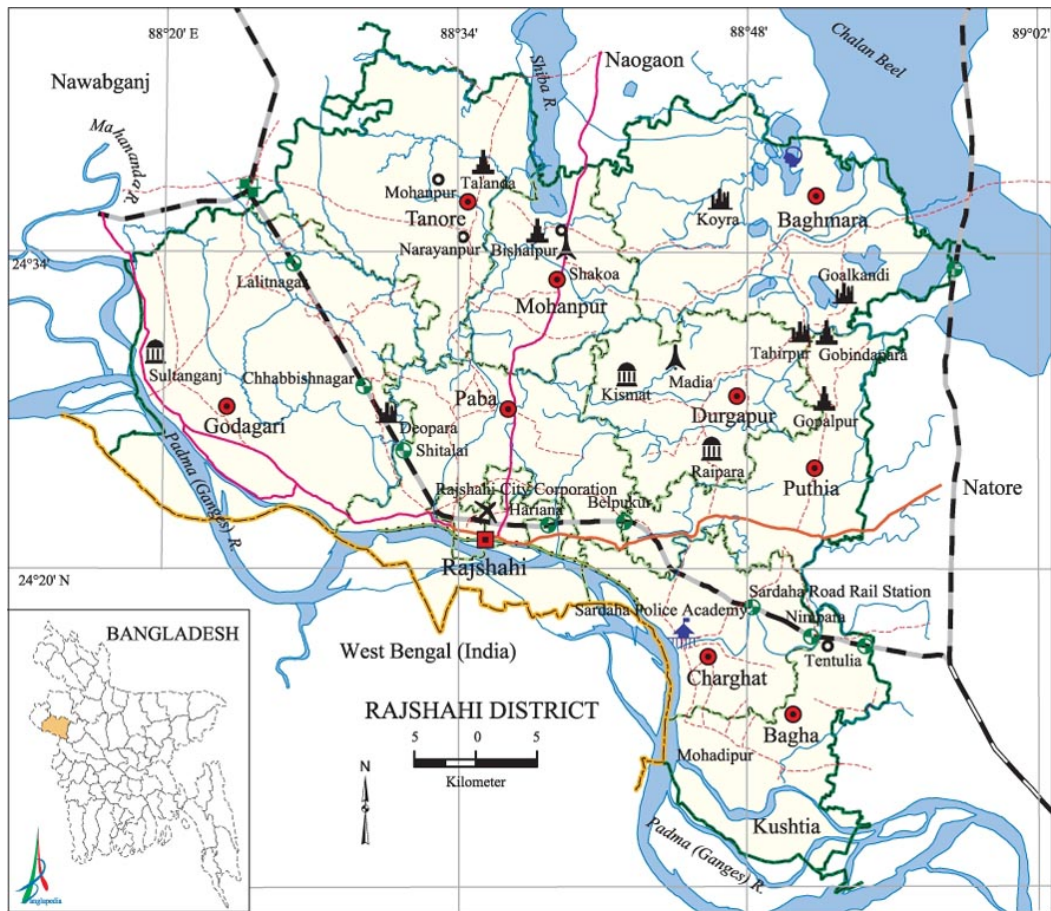 88°20' E
88°34'
88°48'
89°02'
Nawabganj
Naogaon
Chalan Beel
Shiba R.
Mahananda R.
Mohanpur
Talanda
Tanore
Koyra
Baghmara
Narayanpur
Bishalpur
24°34'
Shakoa
Lalitnagar
Goalkandi
Mohanpur
Tahirpur
Gobindapara
Sultanganj
Chhabbishnagar
Kismat
Madia
Paba
Durgapur
Gopalpur
Godagari
Deopara
Shitalai
Raipara
Puthia
Padma (Ganges) R.
Natore
Rajshahi City Corporation
Hariana
Belpukur
Rajshahi
24°20' N
Sardaha Road Rail Station
Sardaha Police Academy
Nimpara
BANGLADESH
West Bengal (India)
Tentulia
Charghat
RAJSHAHI DISTRICT
Bagha
5 0 5
Kilometer
Mohadipur
N
Kushtia
Padma (Ganges) R.
anglapedia